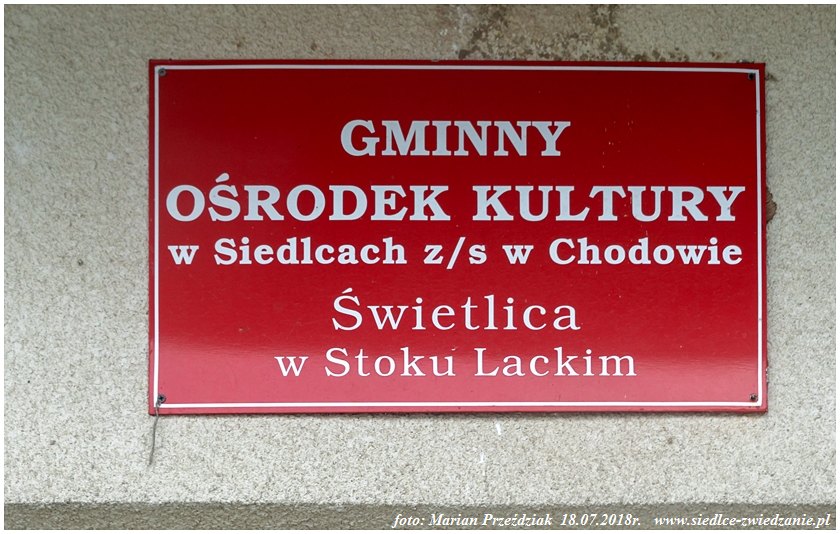 GMINNY
OŚRODEK KULTURY
w Siedlcach z/s w Chodowie
Świetlica
w Stoku Lackim
foto: Marian Przeździak 18.07.2018r. www.siedlce-zwiedzanie.pl